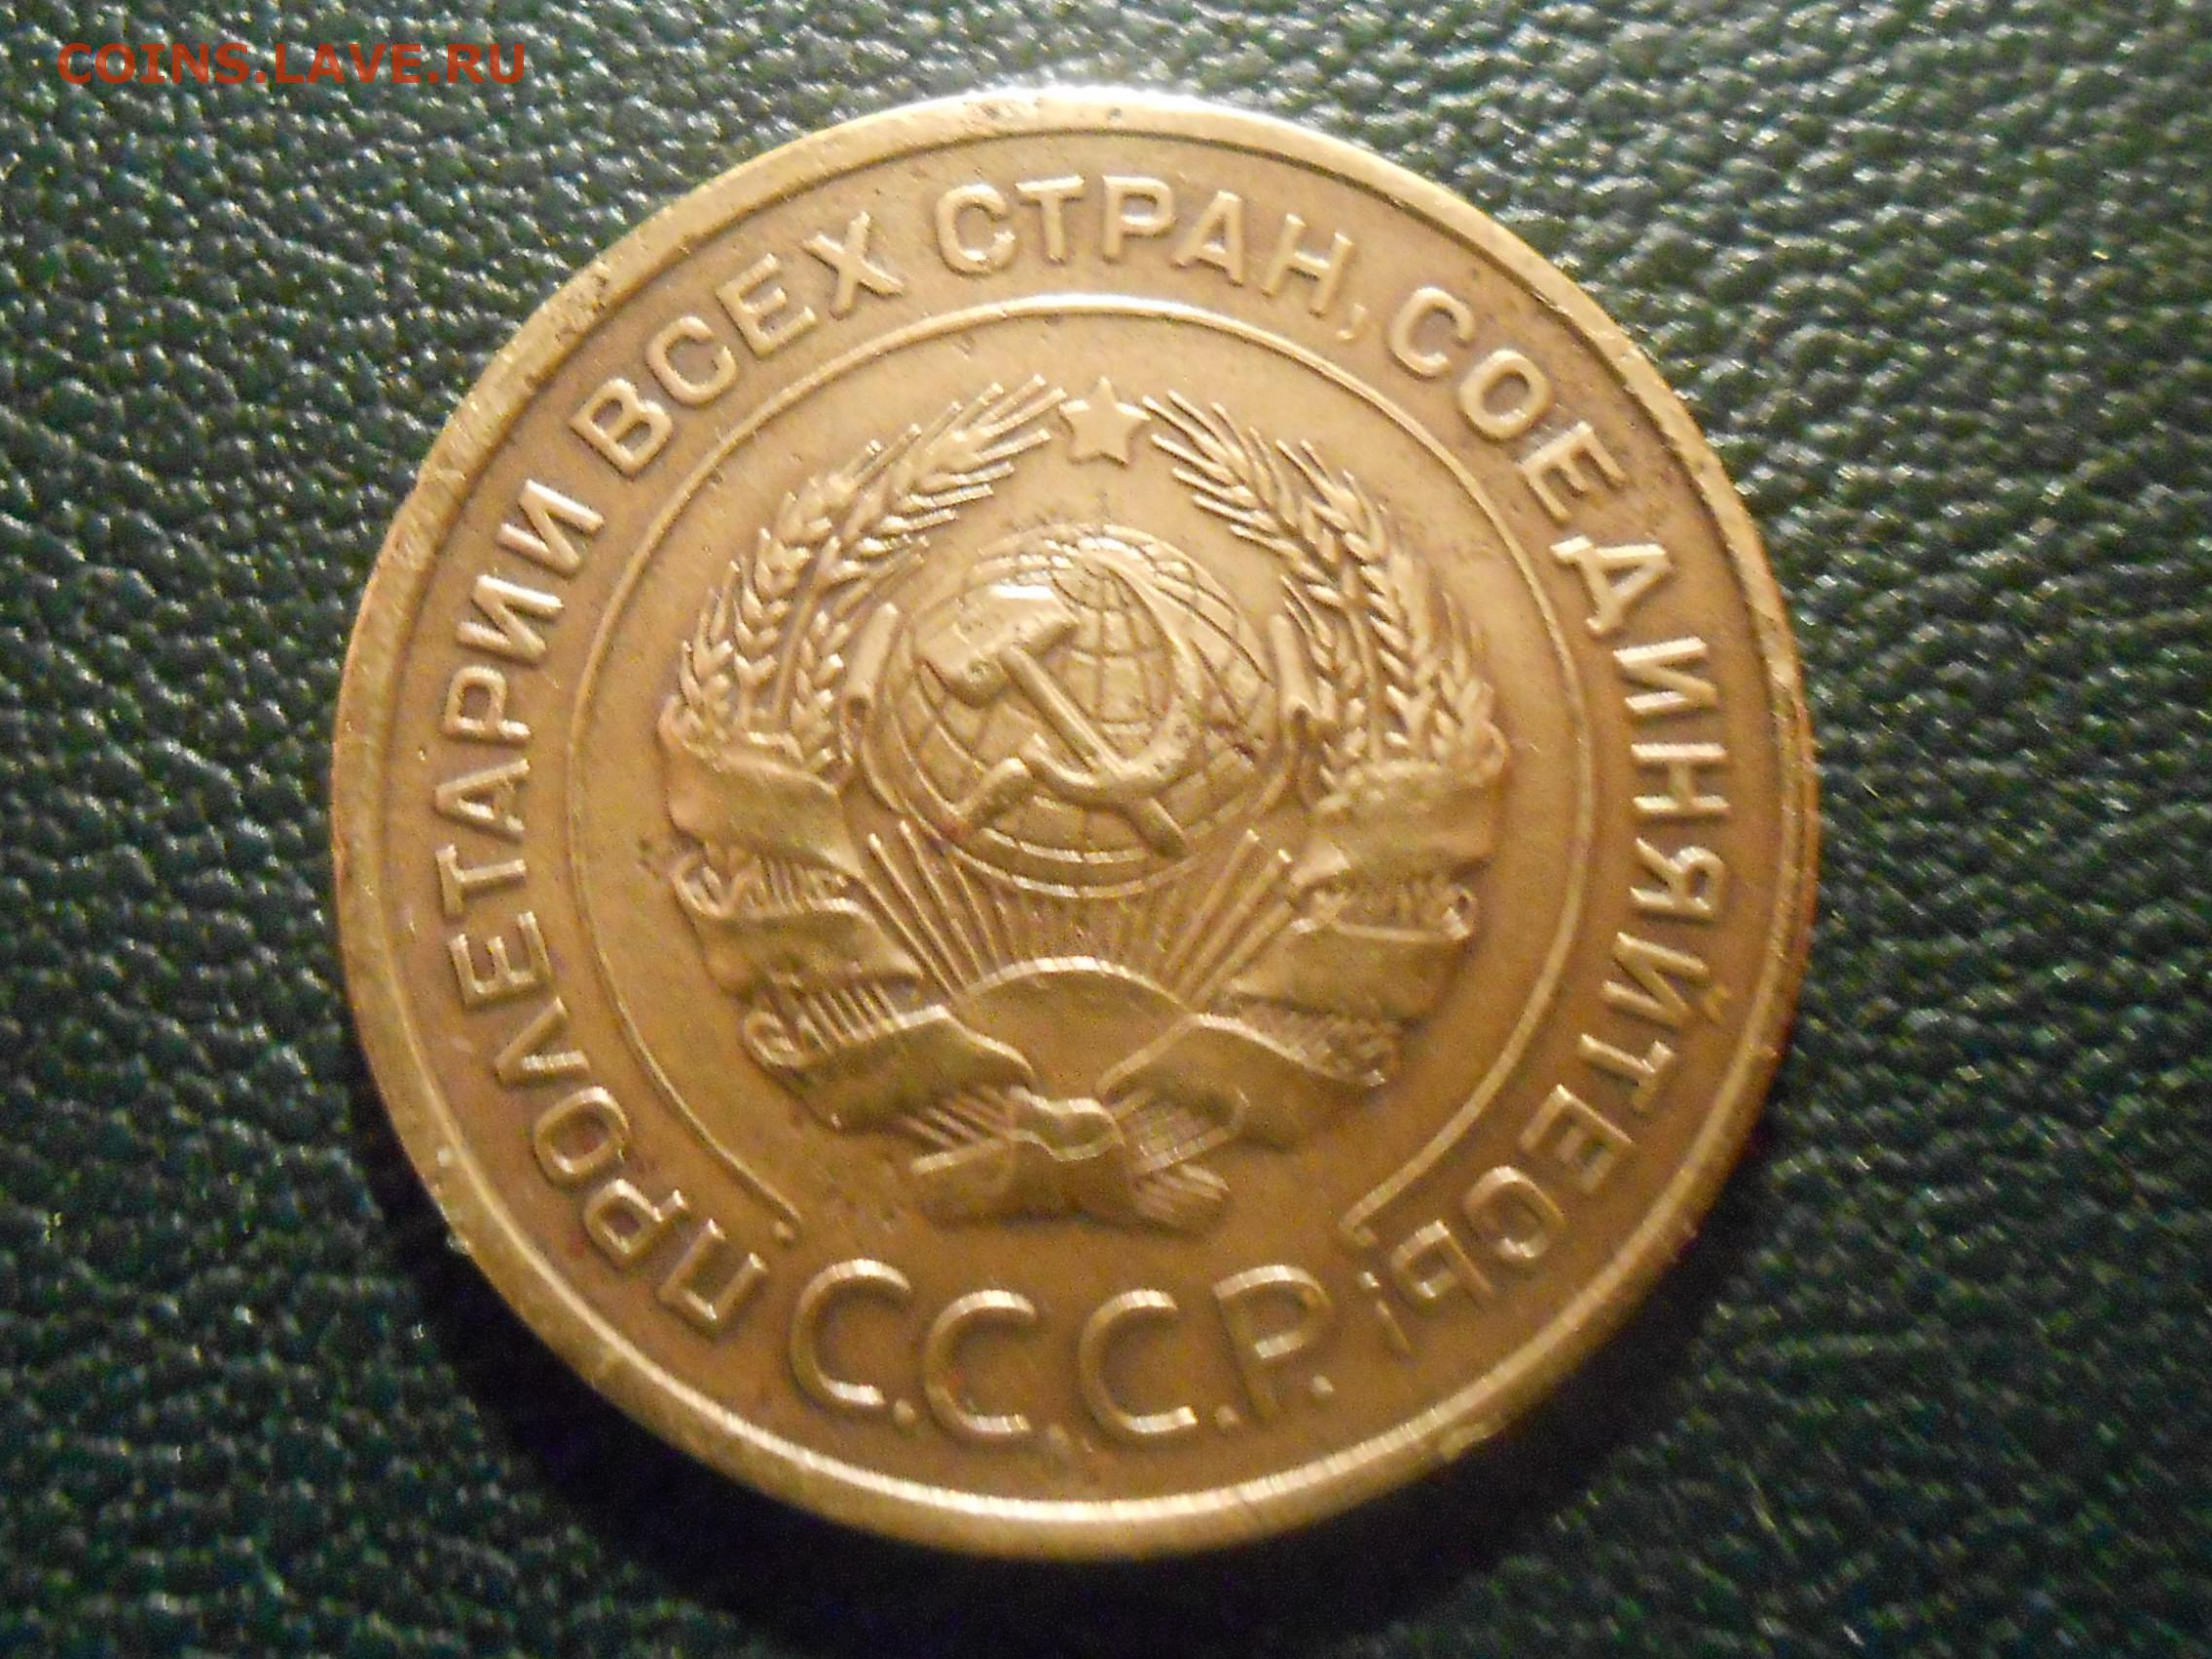 COINS.LAVE.RU
ПРОЛЕТАРИИ ВСЕХ СТРАН, СОЕДИНЯЙТЕСЬ!
С.С.С.Р.